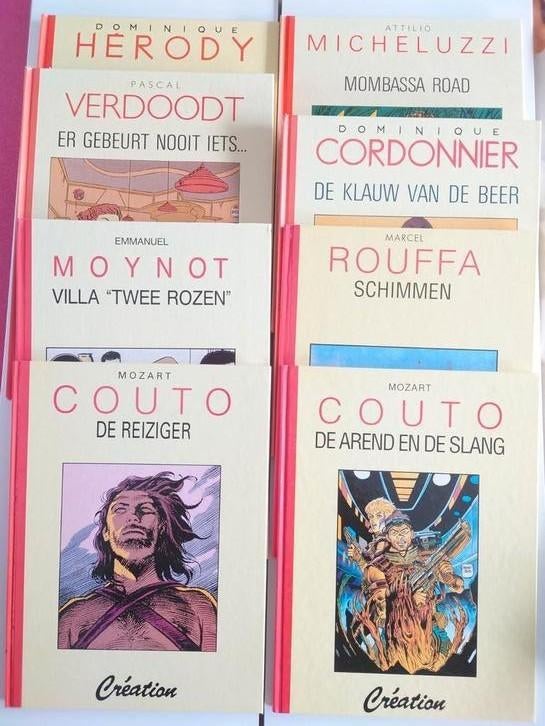 DOMINIQUE
HÉRODY
PASCAL
VERDOODT
ER GEBEURT NOOIT IETS...
EMMANUEL
MOYNOT
VILLA "TWEE ROZEN"
MOZART
COUTO
DE REIZIGER
Création
ATTILIO
MICHELUZZI
MOMBASSA ROAD
DOMINIQUE
CORDONNIER
DE KLAUW VAN DE BEER
MARCEL
ROUFFA
SCHIMMEN
MOZART
COUTO
DE AREND EN DE SLANG
Création